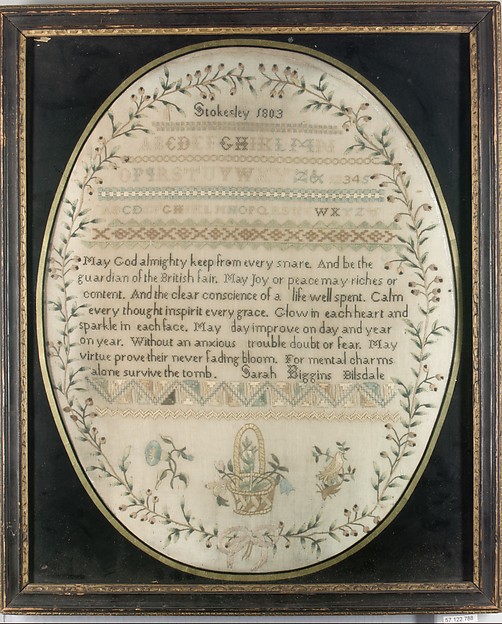 Stokesley 1803
ABCDEFGHIKLMN
OPQRSTUVWXYZ& 12345
ABCDEFGHIKLMNOPQRSTUVWXYZ
May God almighty keep from every snare. And be the
guardian of the British fair. May Joy or peace may riches or
content. And the clear conscience of a life well spent. Calm
every thought inspirit every grace. Glow in each heart and
sparkle in each face. May day improve on day and year
on year. Without an anxious trouble doubt or fear. May
virtue prove their never fading bloom. For mental charms
alone survive the tomb. Sarah Biggins Bilsdale
57.122.788